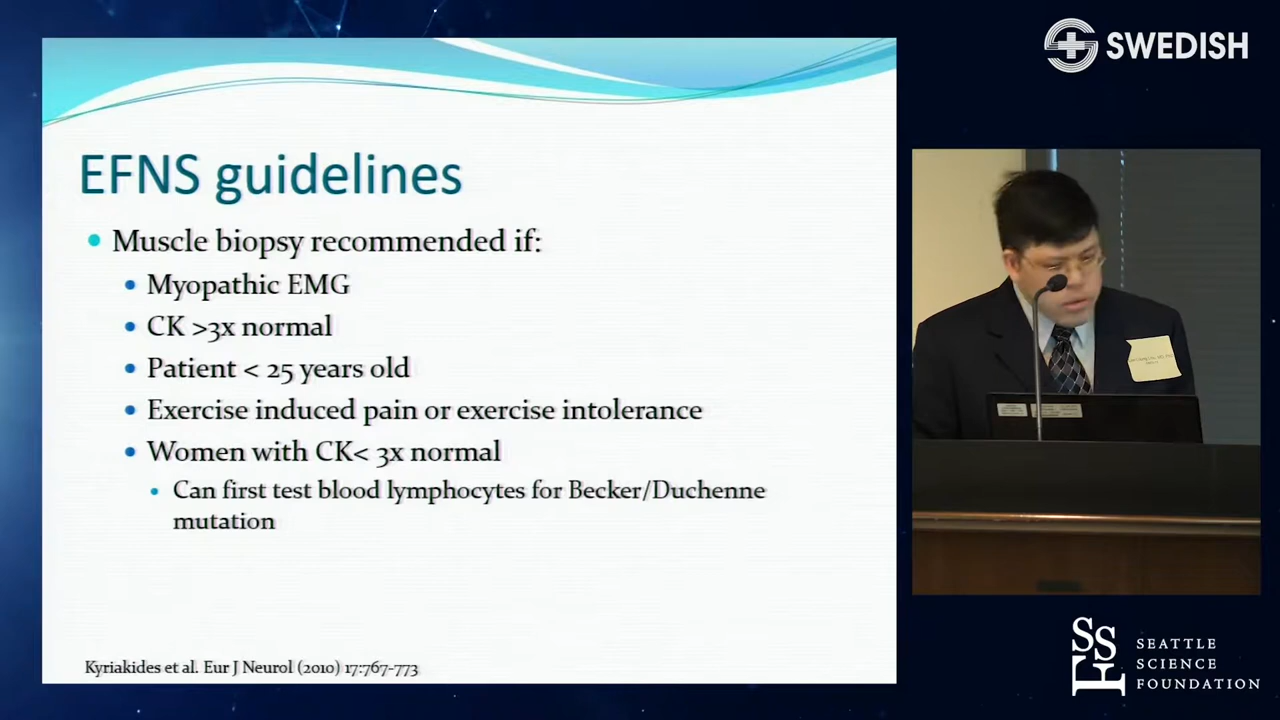 SWEDISH
EFNS guidelines
Muscle biopsy recommended if:
Myopathic EMG
CK >3x normal
Patient < 25 years old
Exercise induced pain or exercise intolerance
Women with CK< 3x normal
Can first test blood lymphocytes for Becker/Duchenne
mutation
Kyriakides et al. Eur J Neurol (2010) 17:767-773
SSF
SEATTLE
SCIENCE
FOUNDATION